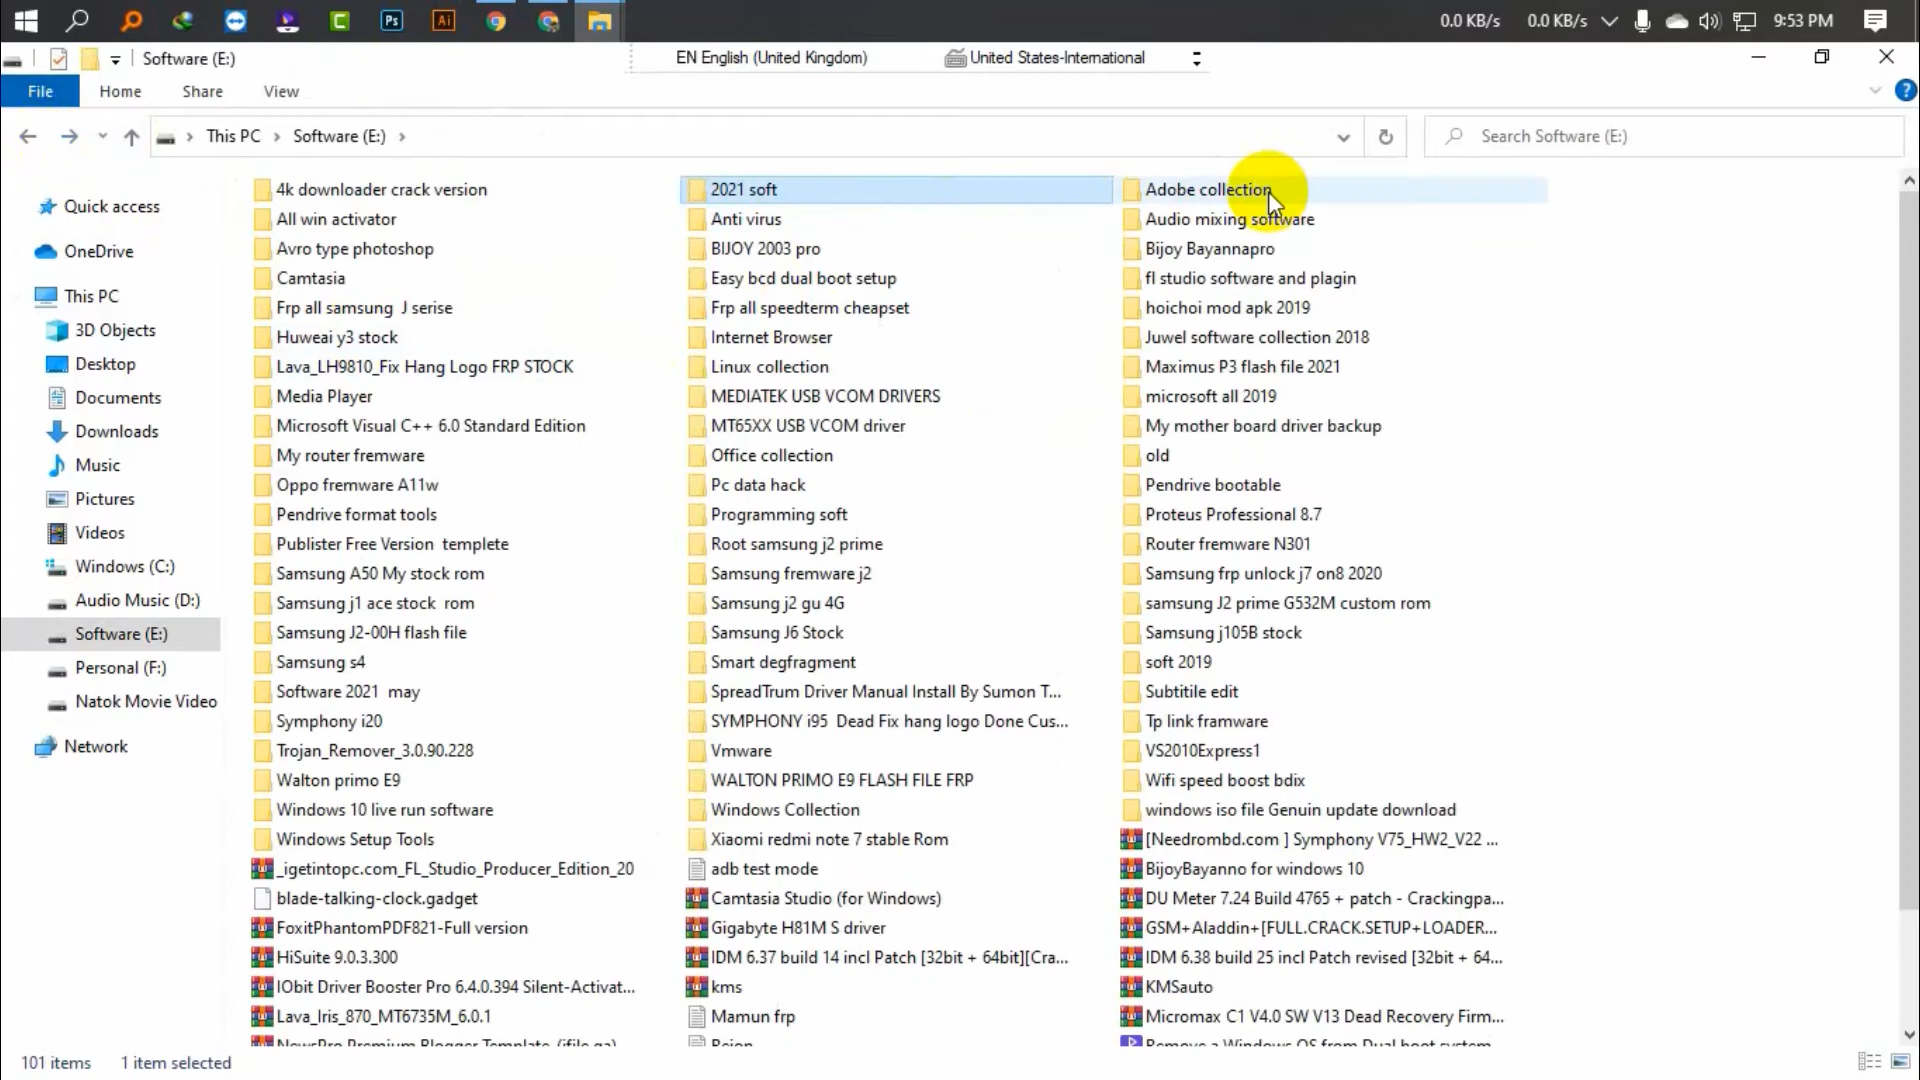 Ps
Ai
0.0 KB/s
0.0 KB/s
9:53 PM
Software (E:)
EN English (United Kingdom)
United States-International
File
Home
Share
View
This PC
Software (E:)
Search Software (E:)
Quick access
OneDrive
This PC
3D Objects
Desktop
Documents
Downloads
Music
Pictures
Videos
Windows (C:)
Audio Music (D:)
Software (E:)
Personal (F:)
Natok Movie Video
Network
4k downloader crack version
All win activator
Avro type photoshop
Camtasia
Frp all samsung  J serise
Huweai y3 stock
Lava_LH9810_Fix Hang Logo FRP STOCK
Media Player
Microsoft Visual C++ 6.0 Standard Edition
My router fremware
Oppo fremware A11w
Pendrive format tools
Publister Free Version  templete
Samsung A50 My stock rom
Samsung j1 ace stock  rom
Samsung J2-00H flash file
Samsung s4
Software 2021  may
Symphony i20
Trojan_Remover_3.0.90.228
Walton primo E9
Windows 10 live run software
Windows Setup Tools
_igetintopc.com_FL_Studio_Producer_Edition_20
blade-talking-clock.gadget
FoxitPhantomPDF821-Full version
HiSuite 9.0.3.300
IObit Driver Booster Pro 6.4.0.394 Silent-Activat...
Lava_Iris_870_MT6735M_6.0.1
NewsPro Premium Blogger Template (ifile.ga)
2021 soft
Anti virus
BIJOY 2003 pro
Easy bcd dual boot setup
Frp all speedterm cheapset
Internet Browser
Linux collection
MEDIATEK USB VCOM DRIVERS
MT65XX USB VCOM driver
Office collection
Pc data hack
Programming soft
Root samsung j2 prime
Samsung fremware j2
Samsung j2 gu 4G
Samsung J6 Stock
Smart degfragment
SpreadTrum Driver Manual Install By Sumon T...
SYMPHONY i95  Dead Fix hang logo Done Cus...
Vmware
WALTON PRIMO E9 FLASH FILE FRP
Windows Collection
Xiaomi redmi note 7 stable Rom
adb test mode
Camtasia Studio (for Windows)
Gigabyte H81M S driver
IDM 6.37 build 14 incl Patch [32bit + 64bit][Cra...
kms
Mamun frp
Adobe collection
Audio mixing software
Bijoy Bayannapro
fl studio software and plagin
hoichoi mod apk 2019
Juwel software collection 2018
Maximus P3 flash file 2021
microsoft all 2019
My mother board driver backup
old
Pendrive bootable
Proteus Professional 8.7
Router fremware N301
Samsung frp unlock j7 on8 2020
samsung J2 prime G532M custom rom
Samsung j105B stock
soft 2019
Subtitile edit
Tp link framware
VS2010Express1
Wifi speed boost bdix
windows iso file Genuin update download
[Needrombd.com ] Symphony V75_HW2_V22 ...
BijoyBayanno for windows 10
DU Meter 7.24 Build 4765 + patch - Crackingpa...
GSM+Aladdin+[FULL.CRACK.SETUP+LOADER...
IDM 6.38 build 25 incl Patch revised [32bit + 64...
KMSauto
Micromax C1 V4.0 SW V13 Dead Recovery Firm...
Remove a Windows OS from Dual boot system
101 items
1 item selected